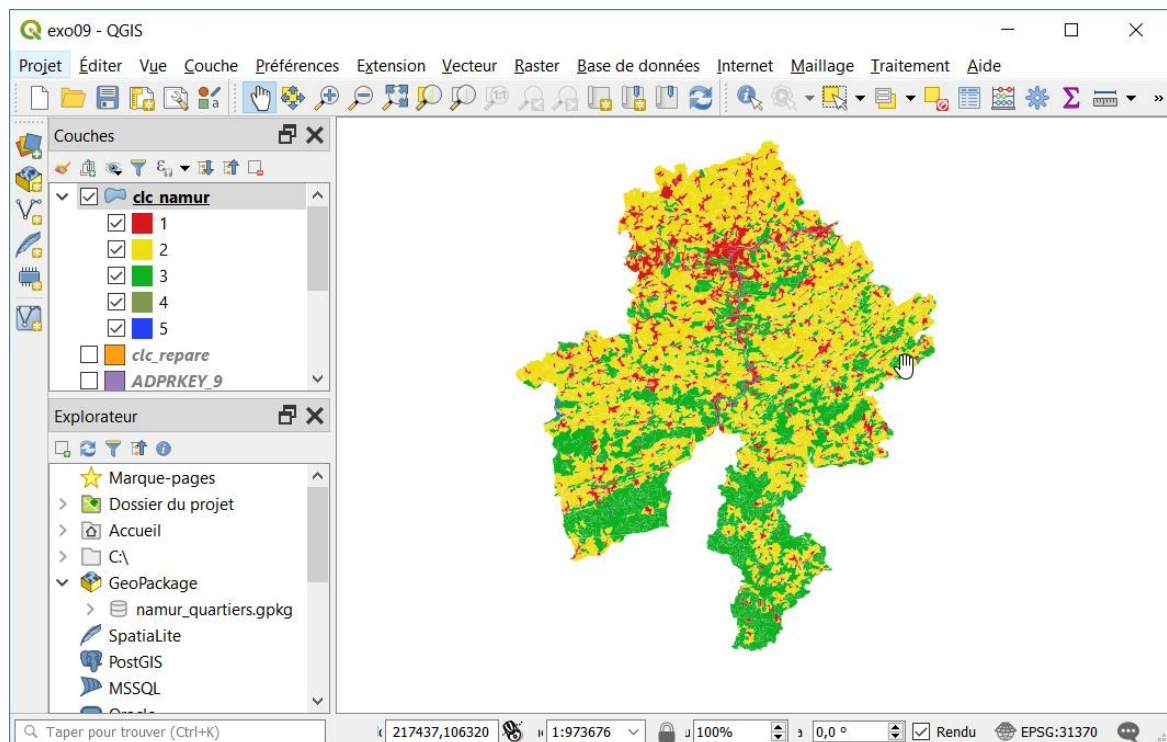 exo09 - QGIS
Projet Éditer Vue Couche Préférences Extension Vecteur Raster Base de données Internet Maillage Traitement Aide
Couches
clc_namur
1
2
3
4
5
clc_repare
ADPRKEY_9
Explorateur
Marque-pages
Dossier du projet
Accueil
C:\
GeoPackage
namur_quartiers.gpkg
SpatiaLite
PostGIS
MSSQL
Taper pour trouver (Ctrl+K) 217437,106320 1:973676 100% 0,0 ° Rendu EPSG:31370